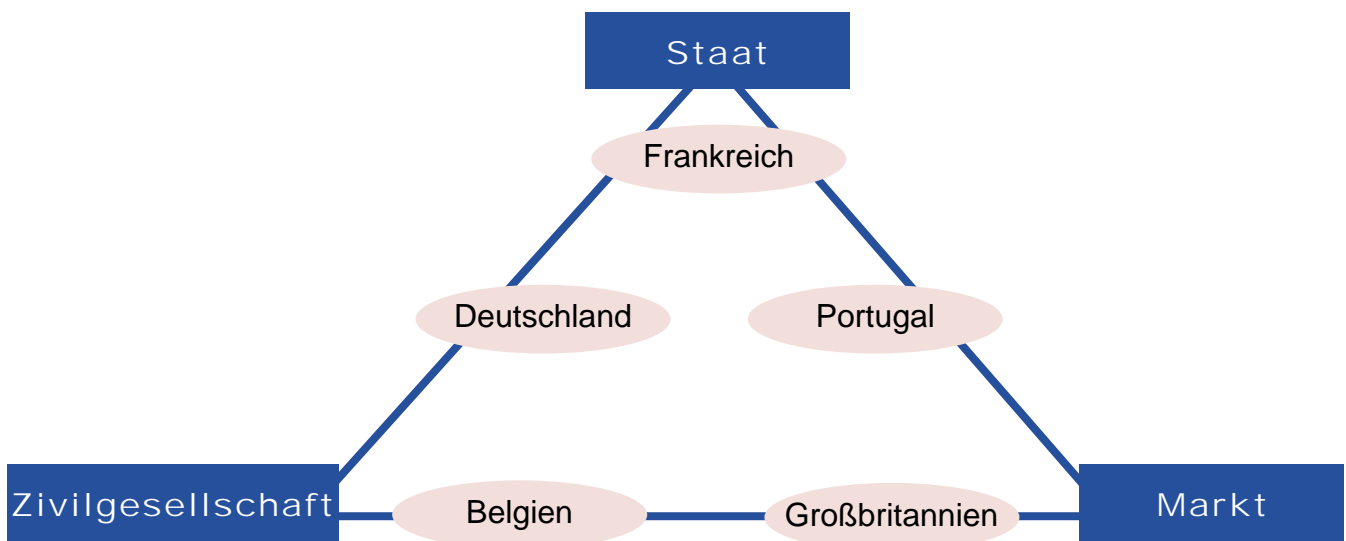 Staat
Frankreich
Deutschland
Portugal
Zivilgesellschaft
Belgien
Großbritannien
Markt